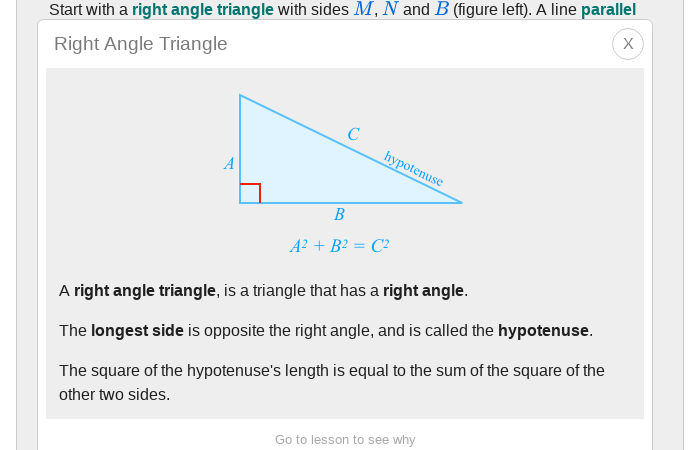 Start with a right angle triangle with sides M, N and B (figure left). A line parallel
Right Angle Triangle
X
C
A
hypotenuse
B
A² + B² = C²
A right angle triangle, is a triangle that has a right angle.
The longest side is opposite the right angle, and is called the hypotenuse.
The square of the hypotenuse's length is equal to the sum of the square of the
other two sides.
Go to lesson to see why